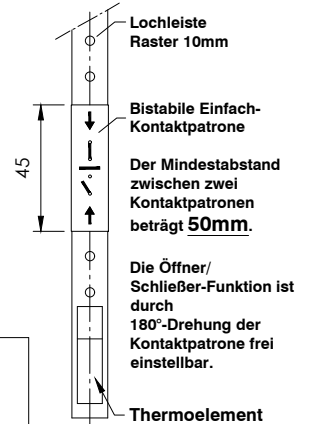 Lochleiste
Raster 10mm
Bistabile Einfach-
Kontaktpatrone
45
Der Mindestabstand
zwischen zwei
Kontaktpatronen
beträgt 50mm.
Die Öffner/
Schließer-Funktion ist
durch
180°-Drehung der
Kontaktpatrone frei
einstellbar.
Thermoelement